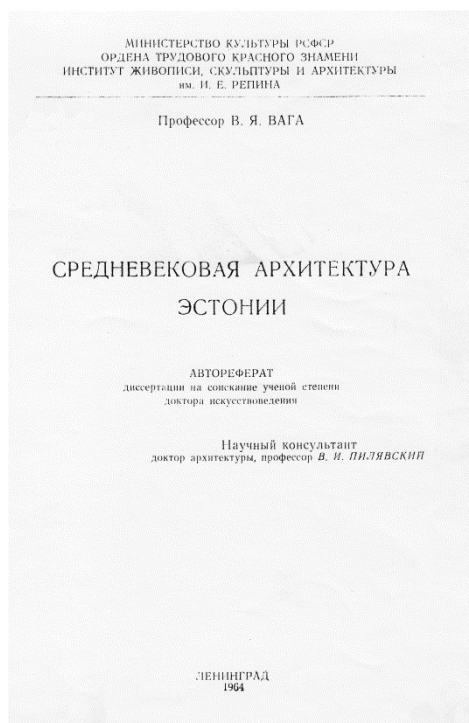 МИНИСТЕРСТВО КУЛЬТУРЫ РСФСР
ОРДЕНА ТРУДОВОГО КРАСНОГО ЗНАМЕНИ
ИНСТИТУТ ЖИВОПИСИ, СКУЛЬПТУРЫ И АРХИТЕКТУРЫ
им. И. Е. РЕПИНА
Профессор В. Я. ВАГА
СРЕДНЕВЕКОВАЯ АРХИТЕКТУРА
ЭСТОНИИ
АВТОРЕФЕРАТ
диссертации на соискание ученой степени
доктора искусствоведения
Научный консультант
доктор архитектуры, профессор В. И. ПИЛЯВСКИЙ
ЛЕНИНГРАД
1964